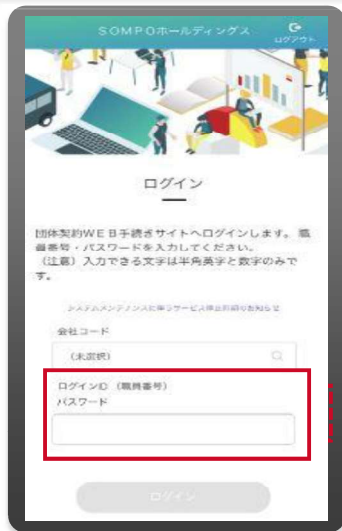 SOMPOホールディングス
ログアウト
ログイン
団体契約WEB手続きサイトへログインします。 職
員番号・パスワードを入力してください。
（注意）入力できる文字は半角英字と数字のみで
す。
システムメンテナンスに伴うサービス停止時間のお知らせ
会社コード
（未選択）
ログインID （職員番号）
パスワード
ログイン